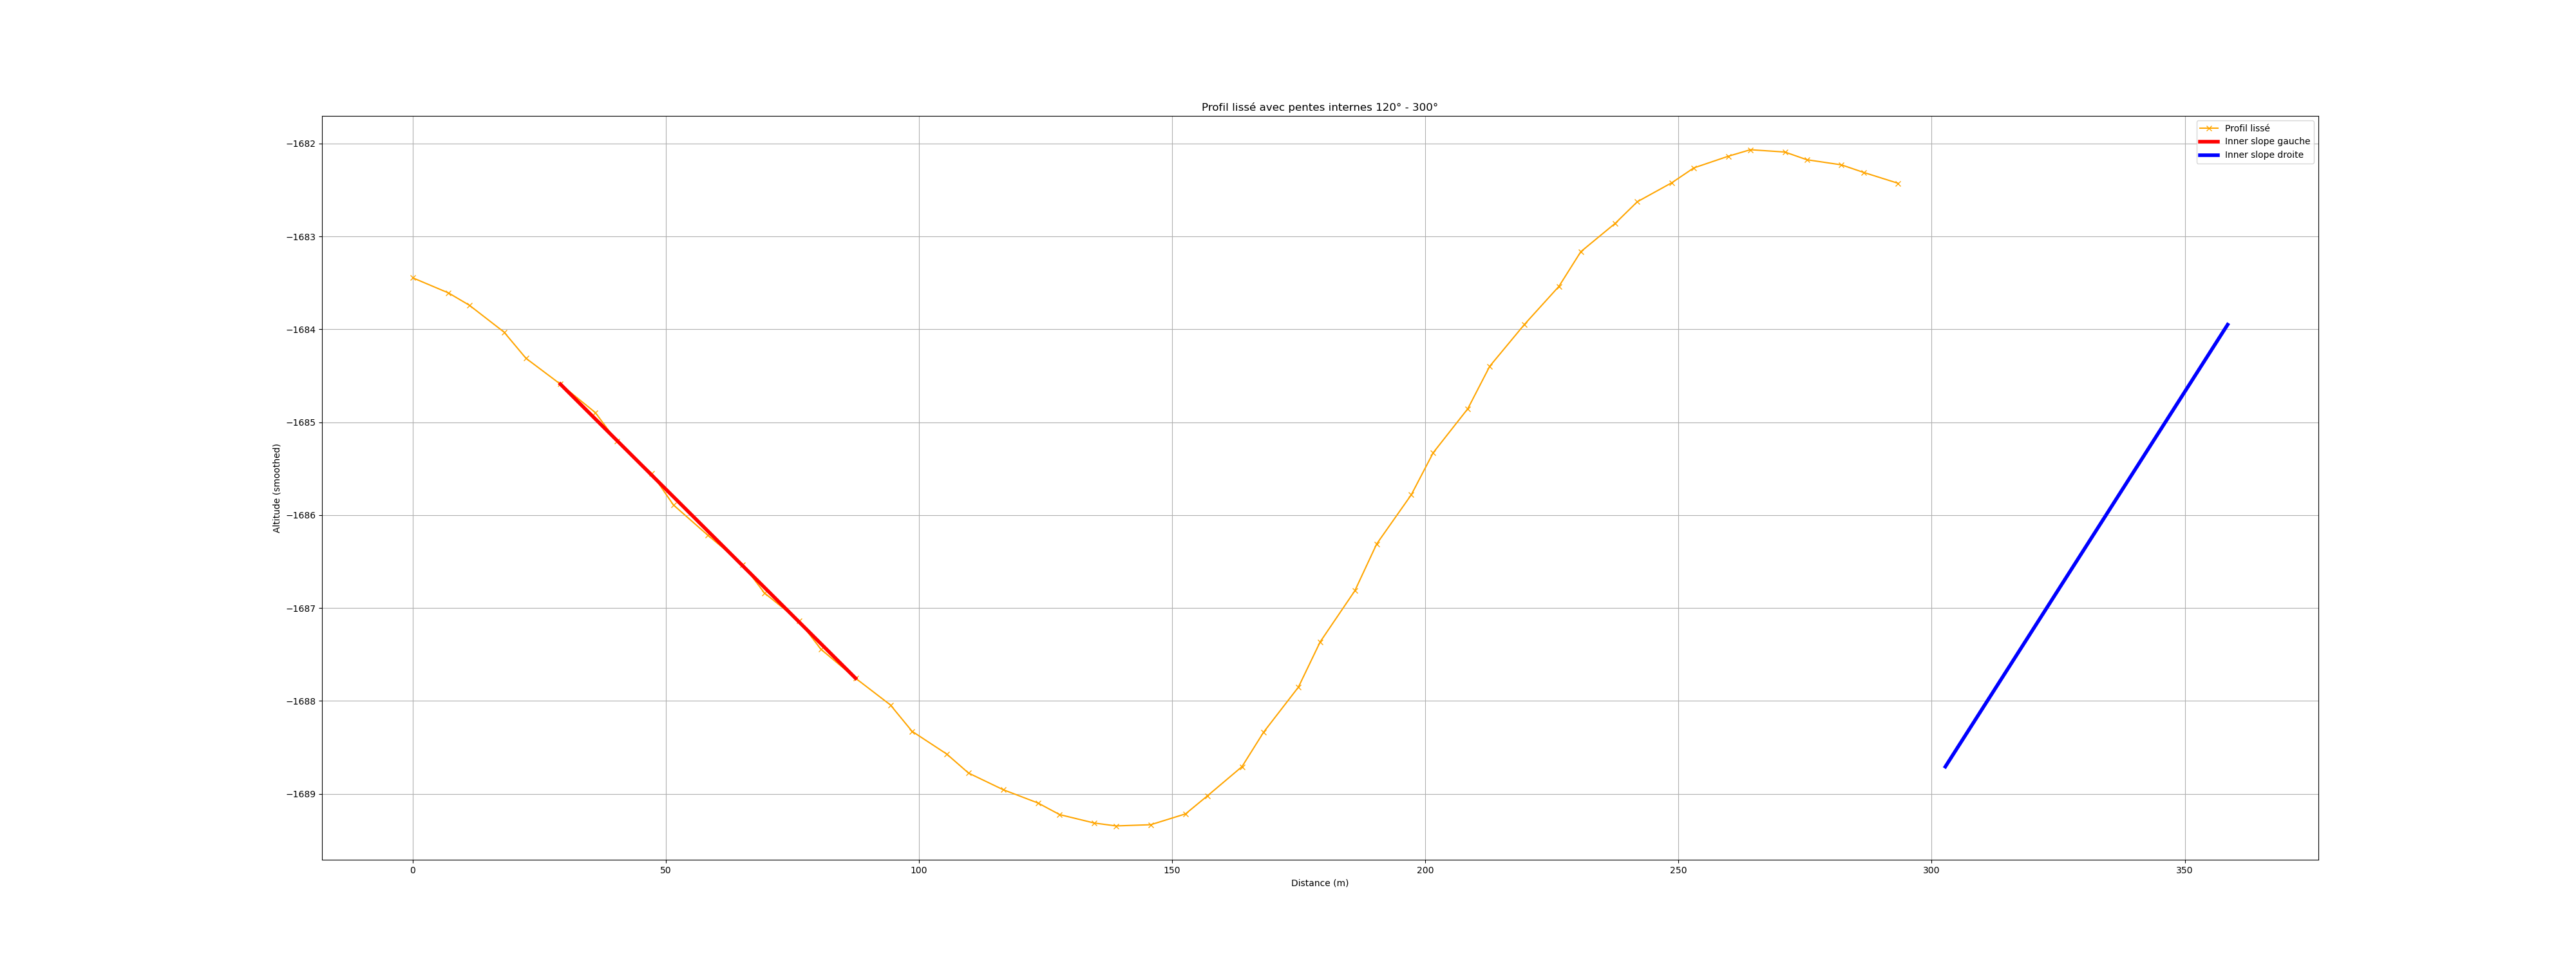 Profil lissé avec pentes internes 120° - 300°
Profil lissé
Inner slope gauche
Inner slope droite
Altitude (smoothed)
−1682
−1683
−1684
−1685
−1686
−1687
−1688
−1689
0
50
100
150
200
250
300
350
Distance (m)